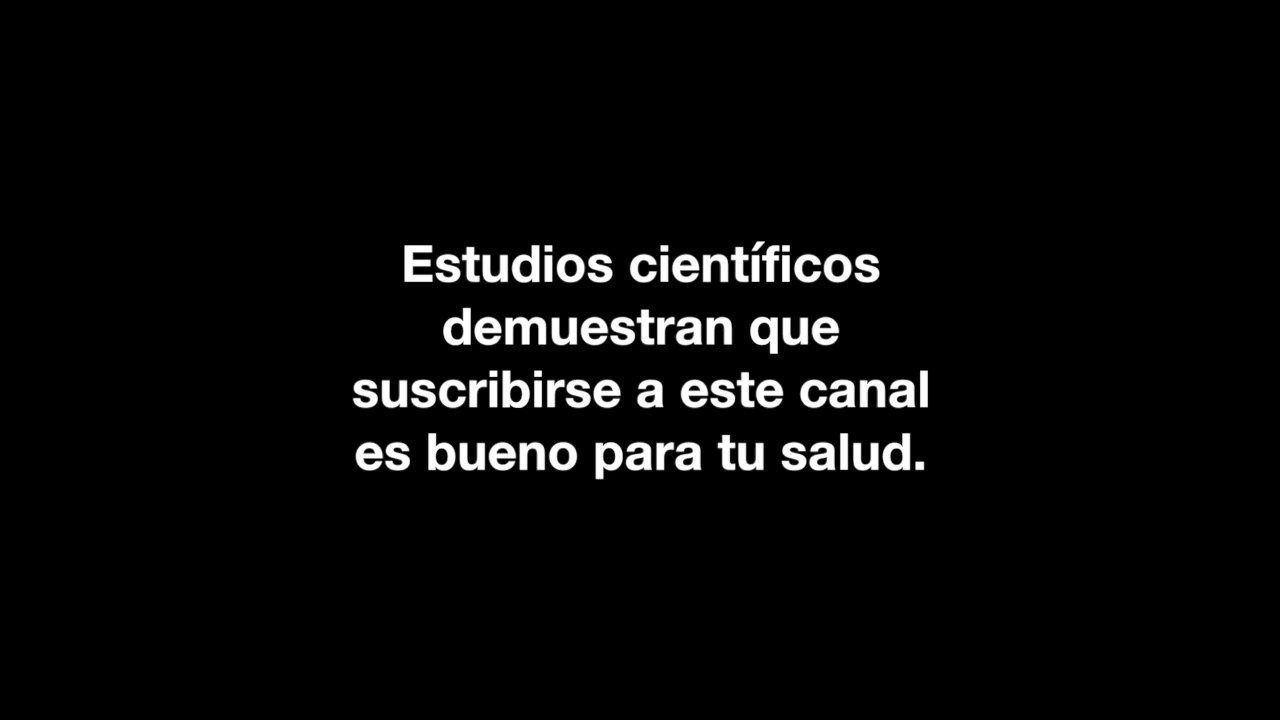 Estudios científicos
demuestran que
suscribirse a este canal
es bueno para tu salud.